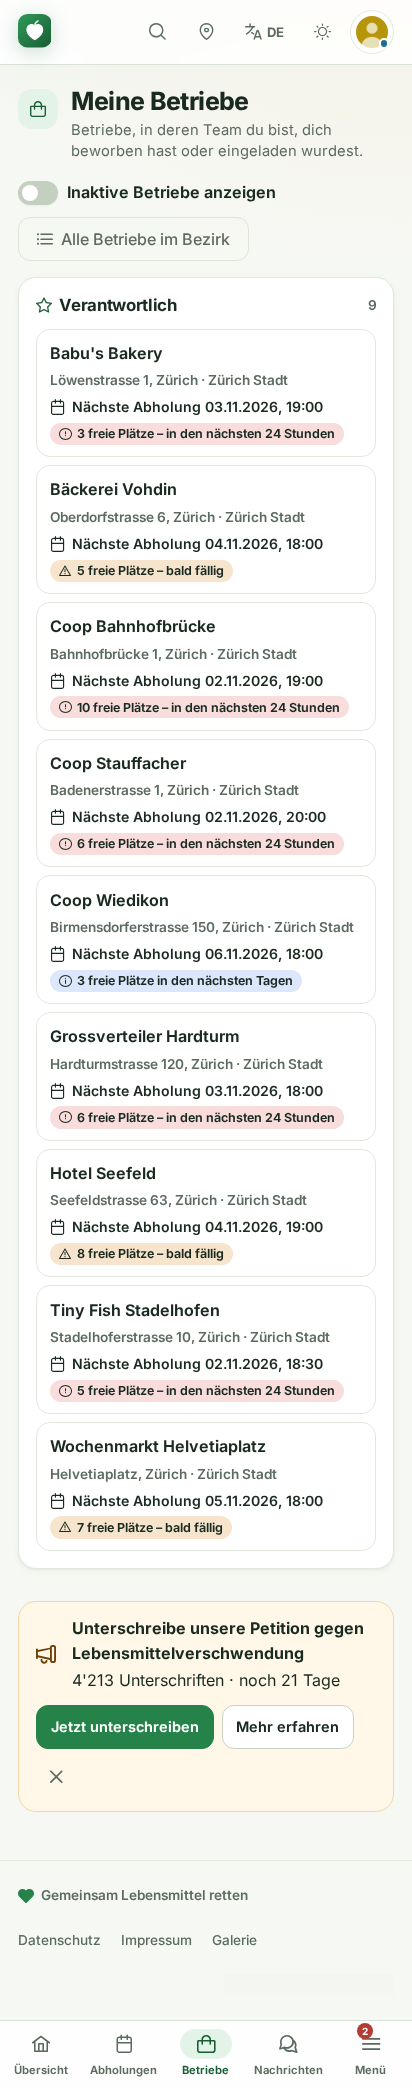 DE
Meine Betriebe
Betriebe, in deren Team du bist, dich
beworben hast oder eingeladen wurdest.
Inaktive Betriebe anzeigen
Alle Betriebe im Bezirk
Verantwortlich 9
Babu's Bakery
Löwenstrasse 1, Zürich · Zürich Stadt
Nächste Abholung 03.11.2026, 19:00
3 freie Plätze – in den nächsten 24 Stunden
Bäckerei Vohdin
Oberdorfstrasse 6, Zürich · Zürich Stadt
Nächste Abholung 04.11.2026, 18:00
5 freie Plätze – bald fällig
Coop Bahnhofbrücke
Bahnhofbrücke 1, Zürich · Zürich Stadt
Nächste Abholung 02.11.2026, 19:00
10 freie Plätze – in den nächsten 24 Stunden
Coop Stauffacher
Badenerstrasse 1, Zürich · Zürich Stadt
Nächste Abholung 02.11.2026, 20:00
6 freie Plätze – in den nächsten 24 Stunden
Coop Wiedikon
Birmensdorferstrasse 150, Zürich · Zürich Stadt
Nächste Abholung 06.11.2026, 18:00
3 freie Plätze in den nächsten Tagen
Grossverteiler Hardturm
Hardturmstrasse 120, Zürich · Zürich Stadt
Nächste Abholung 03.11.2026, 18:00
6 freie Plätze – in den nächsten 24 Stunden
Hotel Seefeld
Seefeldstrasse 63, Zürich · Zürich Stadt
Nächste Abholung 04.11.2026, 19:00
8 freie Plätze – bald fällig
Tiny Fish Stadelhofen
Stadelhoferstrasse 10, Zürich · Zürich Stadt
Nächste Abholung 02.11.2026, 18:30
5 freie Plätze – in den nächsten 24 Stunden
Wochenmarkt Helvetiaplatz
Helvetiaplatz, Zürich · Zürich Stadt
Nächste Abholung 05.11.2026, 18:00
7 freie Plätze – bald fällig
Unterschreibe unsere Petition gegen
Lebensmittelverschwendung
4'213 Unterschriften · noch 21 Tage
Jetzt unterschreiben Mehr erfahren
Gemeinsam Lebensmittel retten
Datenschutz Impressum Galerie
2
Übersicht Abholungen Betriebe Nachrichten Menü